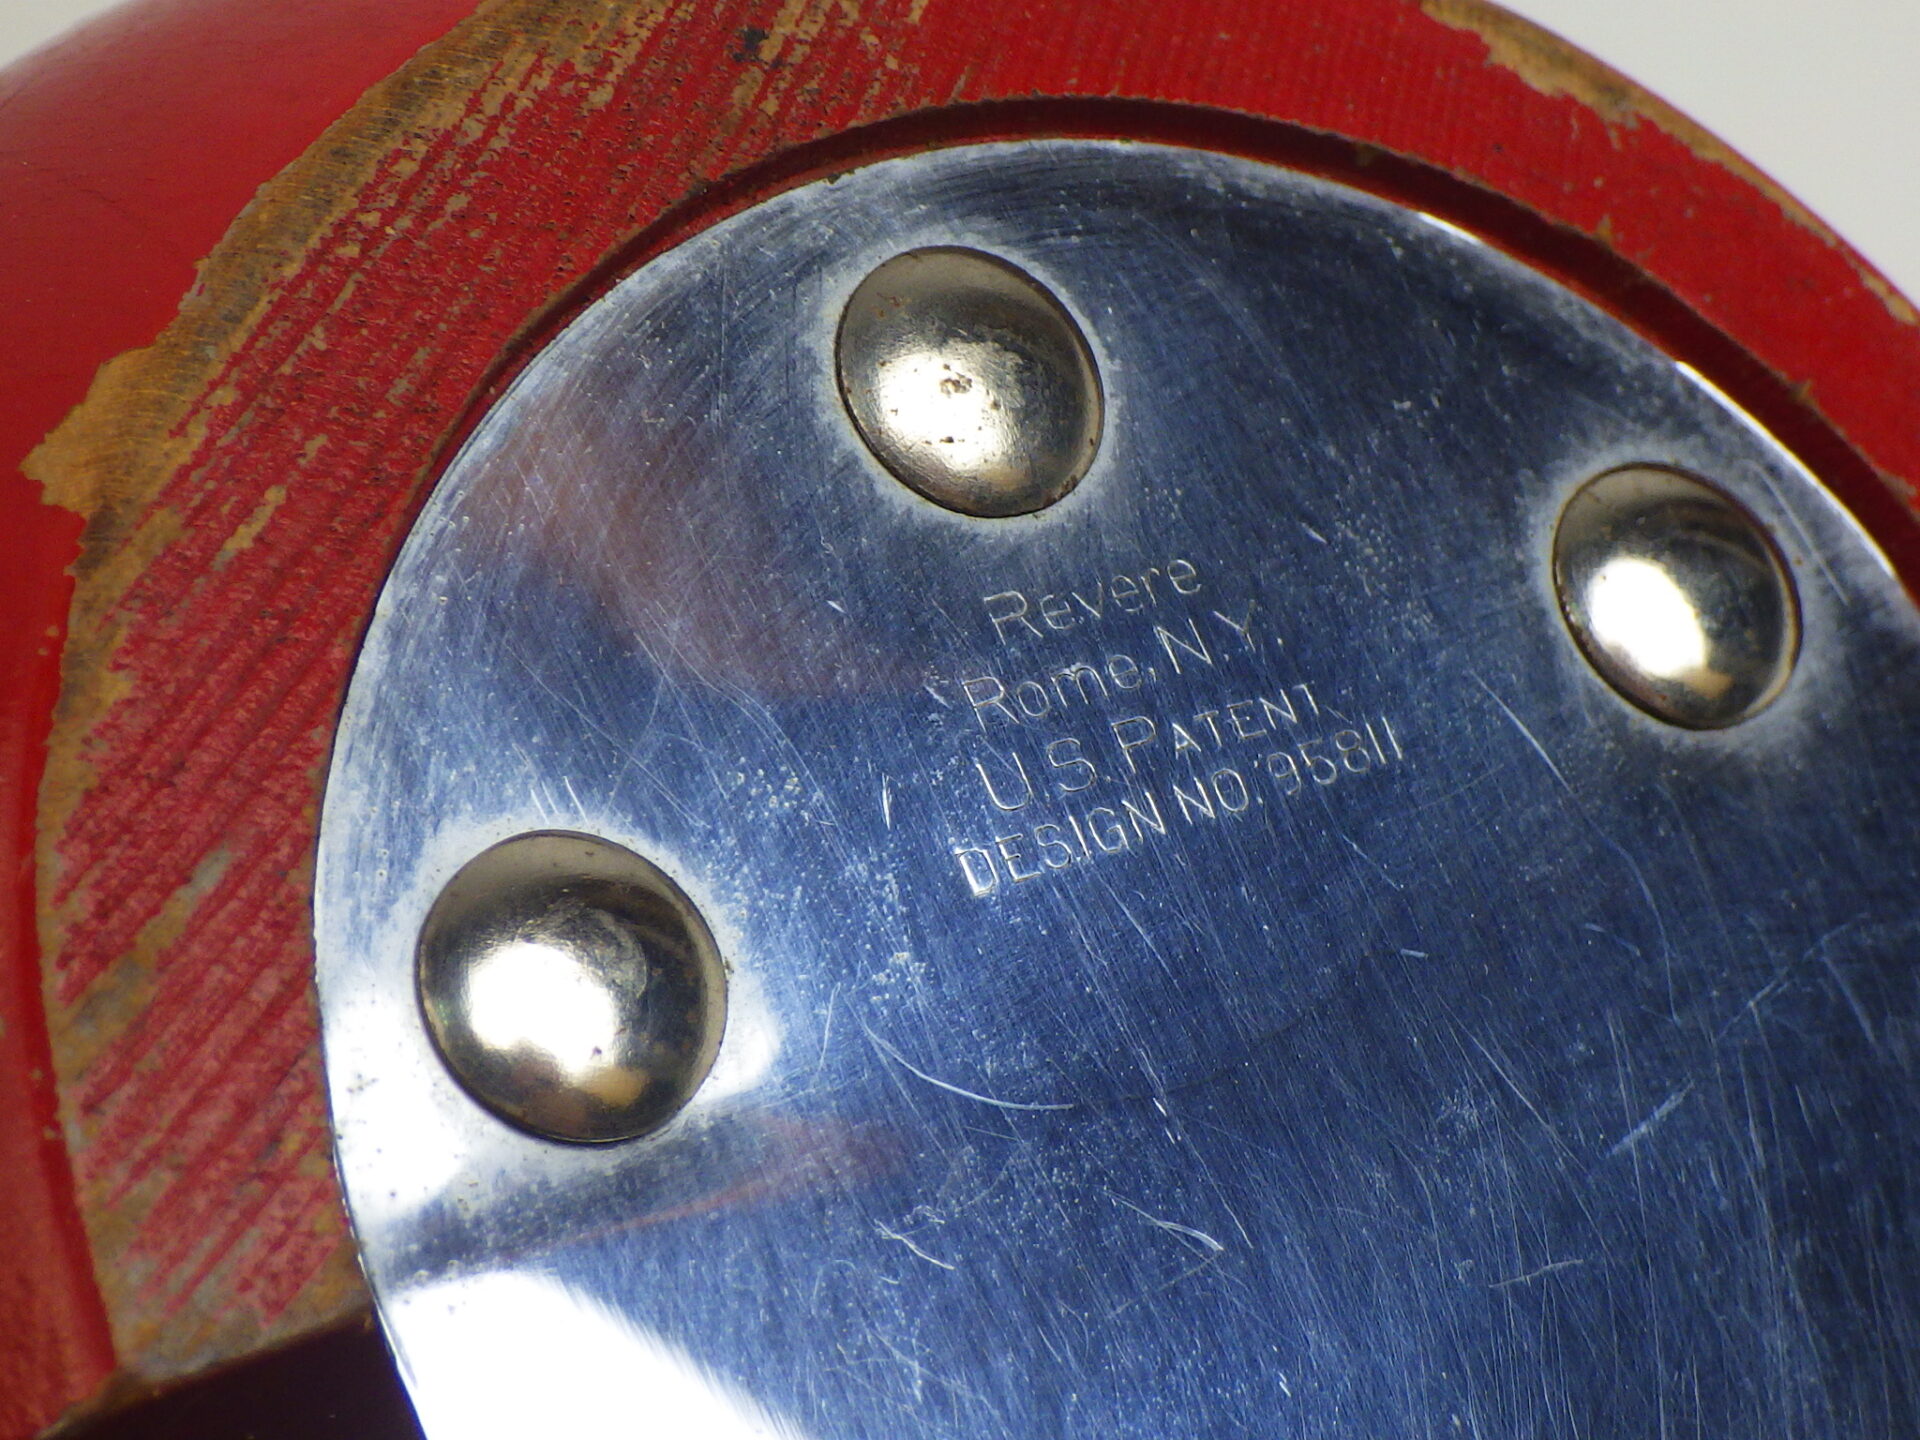 Revere
Rome, N.Y.
U.S. PATENT
DESIGN NO. 95811